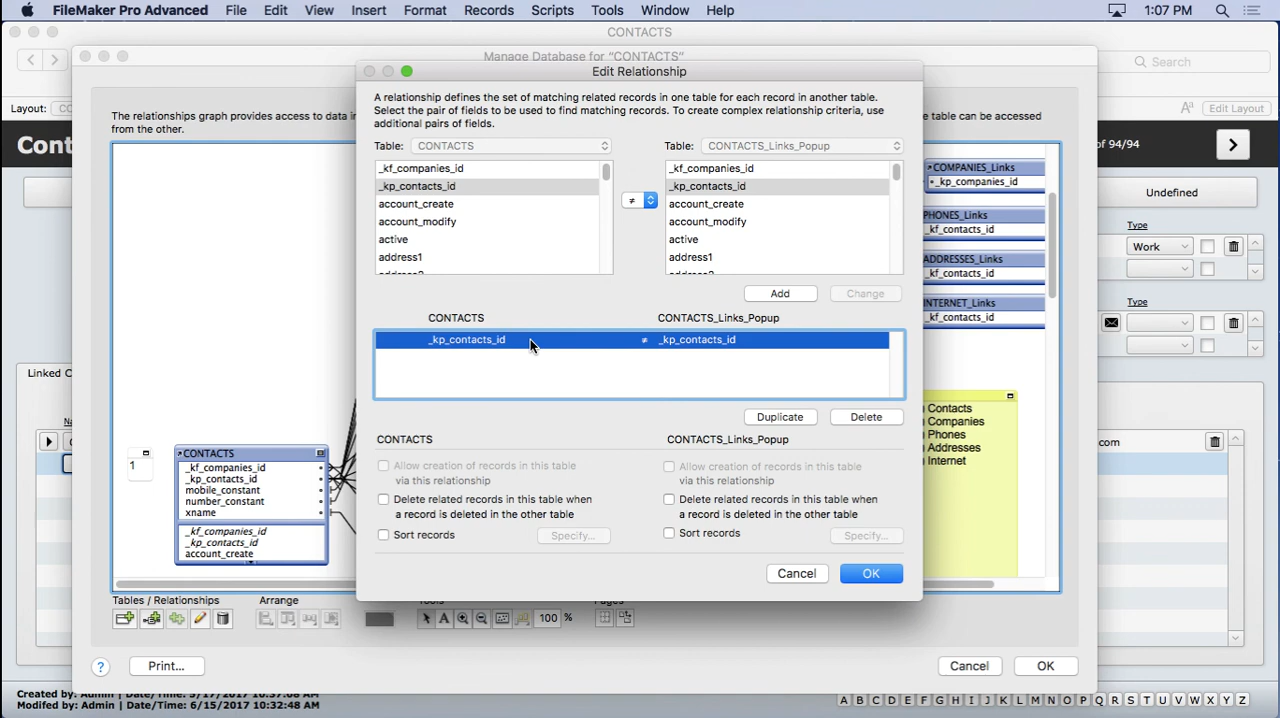 FileMaker Pro Advanced File Edit View Insert Format Records Scripts Tools Window Help 1:07 PM
CONTACTS
Manage Database for “CONTACTS”
Search
Edit Relationship
Layout:
Edit Layout
A relationship defines the set of matching related records in one table for each record in another table.
Select the pair of fields to be used to find matching records. To create complex relationship criteria, use
additional pairs of fields.
The relationships graph provides access to data in
from the other.
e table can be accessed
Cont
of 94/94
Table: CONTACTS
Table: CONTACTS_Links_Popup
_kf_companies_id
_kp_contacts_id
account_create
account_modify
active
address1
≠
_kf_companies_id
_kp_contacts_id
account_create
account_modify
active
address1
COMPANIES_Links
_kp_companies_id
PHONES_Links
_kf_contacts_id
ADDRESSES_Links
_kf_contacts_id
INTERNET_Links
_kf_contacts_id
Undefined
Type
Work
Type
Add
Change
CONTACTS
CONTACTS_Links_Popup
_kp_contacts_id ≠ _kp_contacts_id
Duplicate
Delete
CONTACTS
CONTACTS_Links_Popup
Allow creation of records in this table
via this relationship
Delete related records in this table when
a record is deleted in the other table
Sort records
Specify...
Allow creation of records in this table
via this relationship
Delete related records in this table when
a record is deleted in the other table
Sort records
Specify...
Cancel
OK
Linked C
1
CONTACTS
_kf_companies_id
_kp_contacts_id
mobile_constant
number_constant
xname
_kf_companies_id
_kp_contacts_id
account_create
Contacts
Companies
Phones
Addresses
Internet
com
Tables / Relationships
Arrange
Tools
Pages
100 %
? Print...
Cancel
OK
Created by: Admin | Date/Time: 5/17/2017 10:37:08 AM
Modifed by: Admin | Date/Time: 6/15/2017 10:32:48 AM
A B C D E F G H I J K L M N O P Q R S T U V W X Y Z